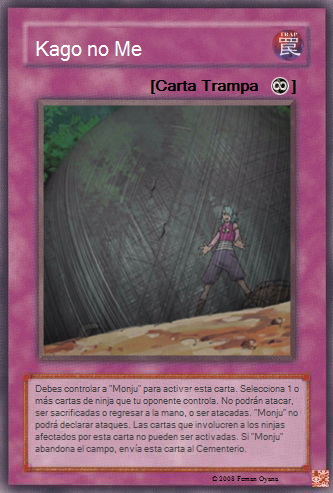 Kago no Me
TRAP
罠
[Carta Trampa ]
Debes controlar a "Monju" para activar esta carta. Selecciona 1 o
más cartas de ninja que tu oponente controla. No podrán atacar,
ser sacrificadas o regresar a la mano, o ser atacadas. "Monju" no
podrá declarar ataques. Las cartas que involucren a los ninjas
afectados por esta carta no pueden ser activadas. Si "Monju"
abandona el campo, envía esta carta al Cementerio.
© 2008 Fernan Oyana